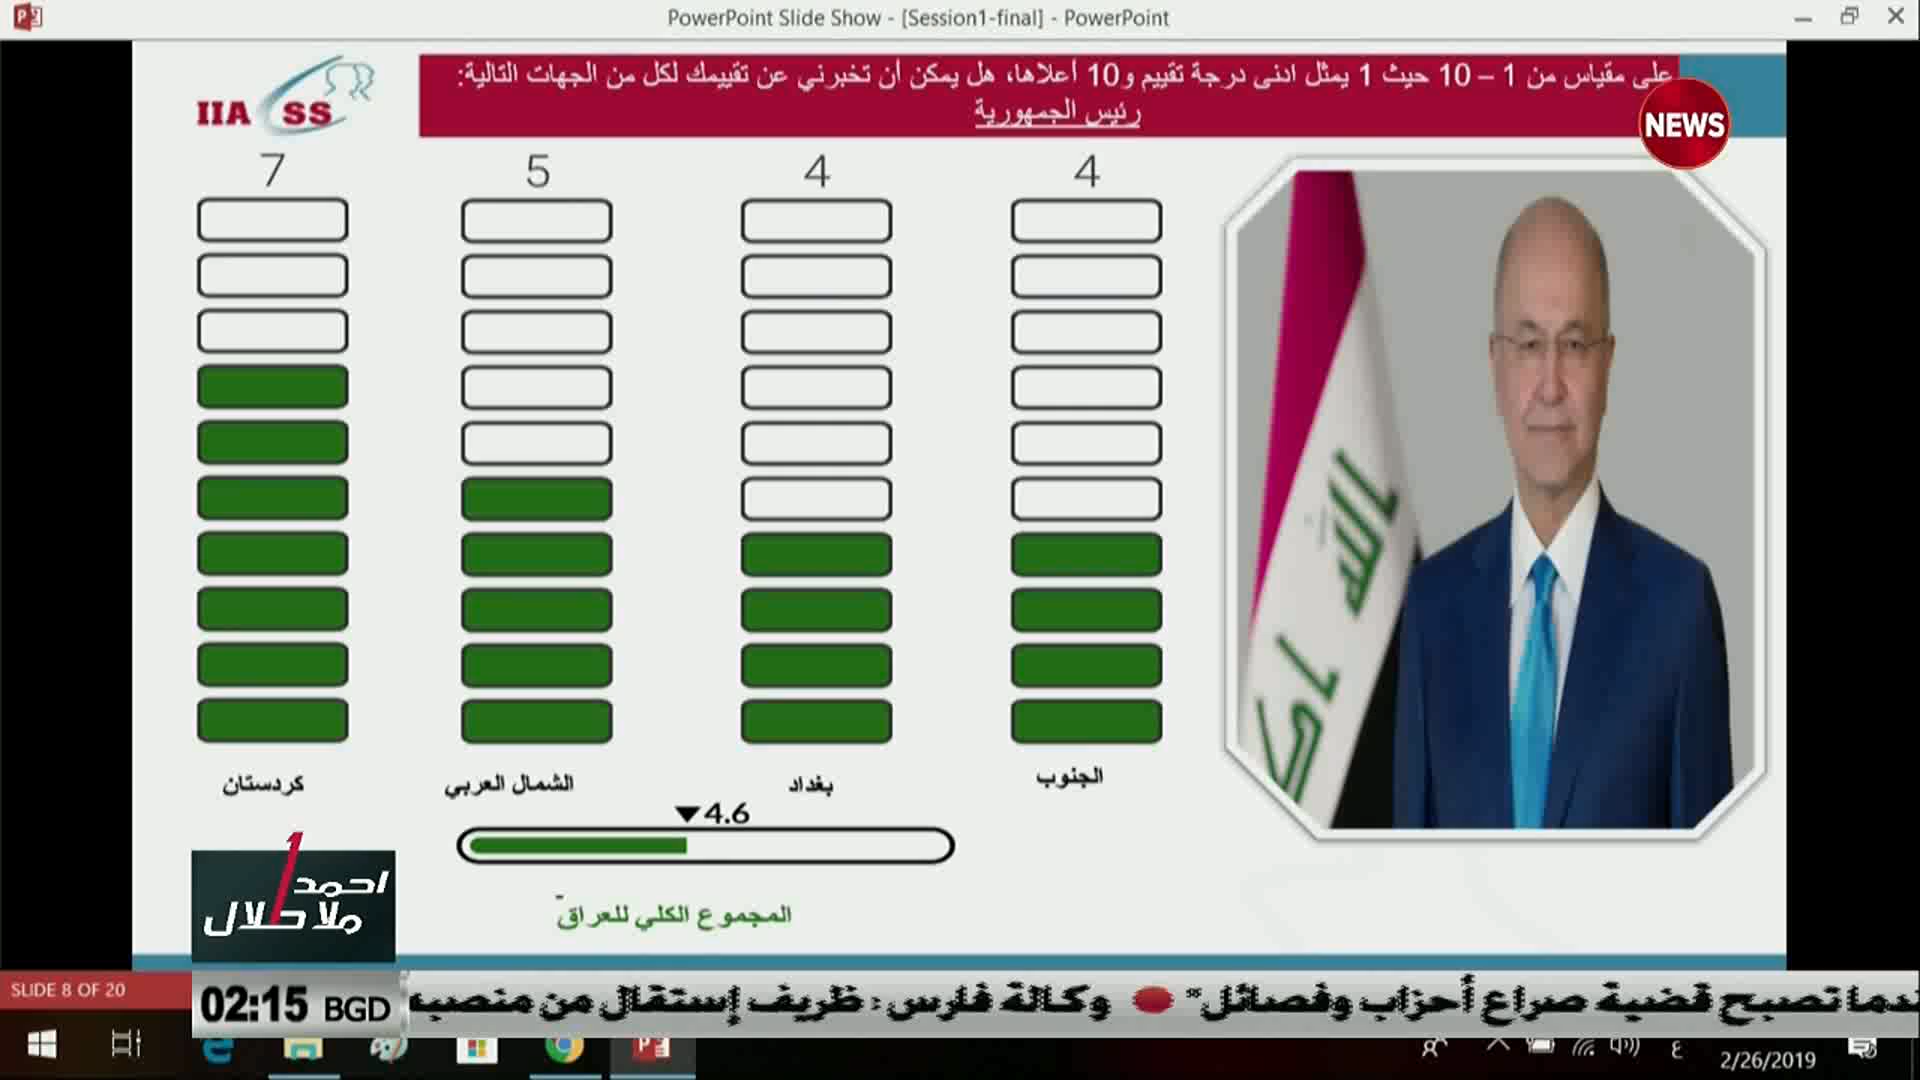 PowerPoint Slide Show - [Session1-final] - PowerPoint
على مقياس من 1 – 10 حيث 1 يمثل ادنى درجة تقييم و10 أعلاها، هل يمكن أن تخبرني عن تقييمك لكل من الجهات التالية:
رئيس الجمهورية
IIA SS
NEWS
7 5 4 4
كردستان
الشمال العربي
بغداد
الجنوب
4.6
المجموع الكلي للعراق
احمد
ملا طلال
SLIDE 8 OF 20
02:15 BGD
ندما تصبح قضية صراع أحزاب وفصائل" وكالة فارس: ظريف إستقال من منصبه
2/26/2019